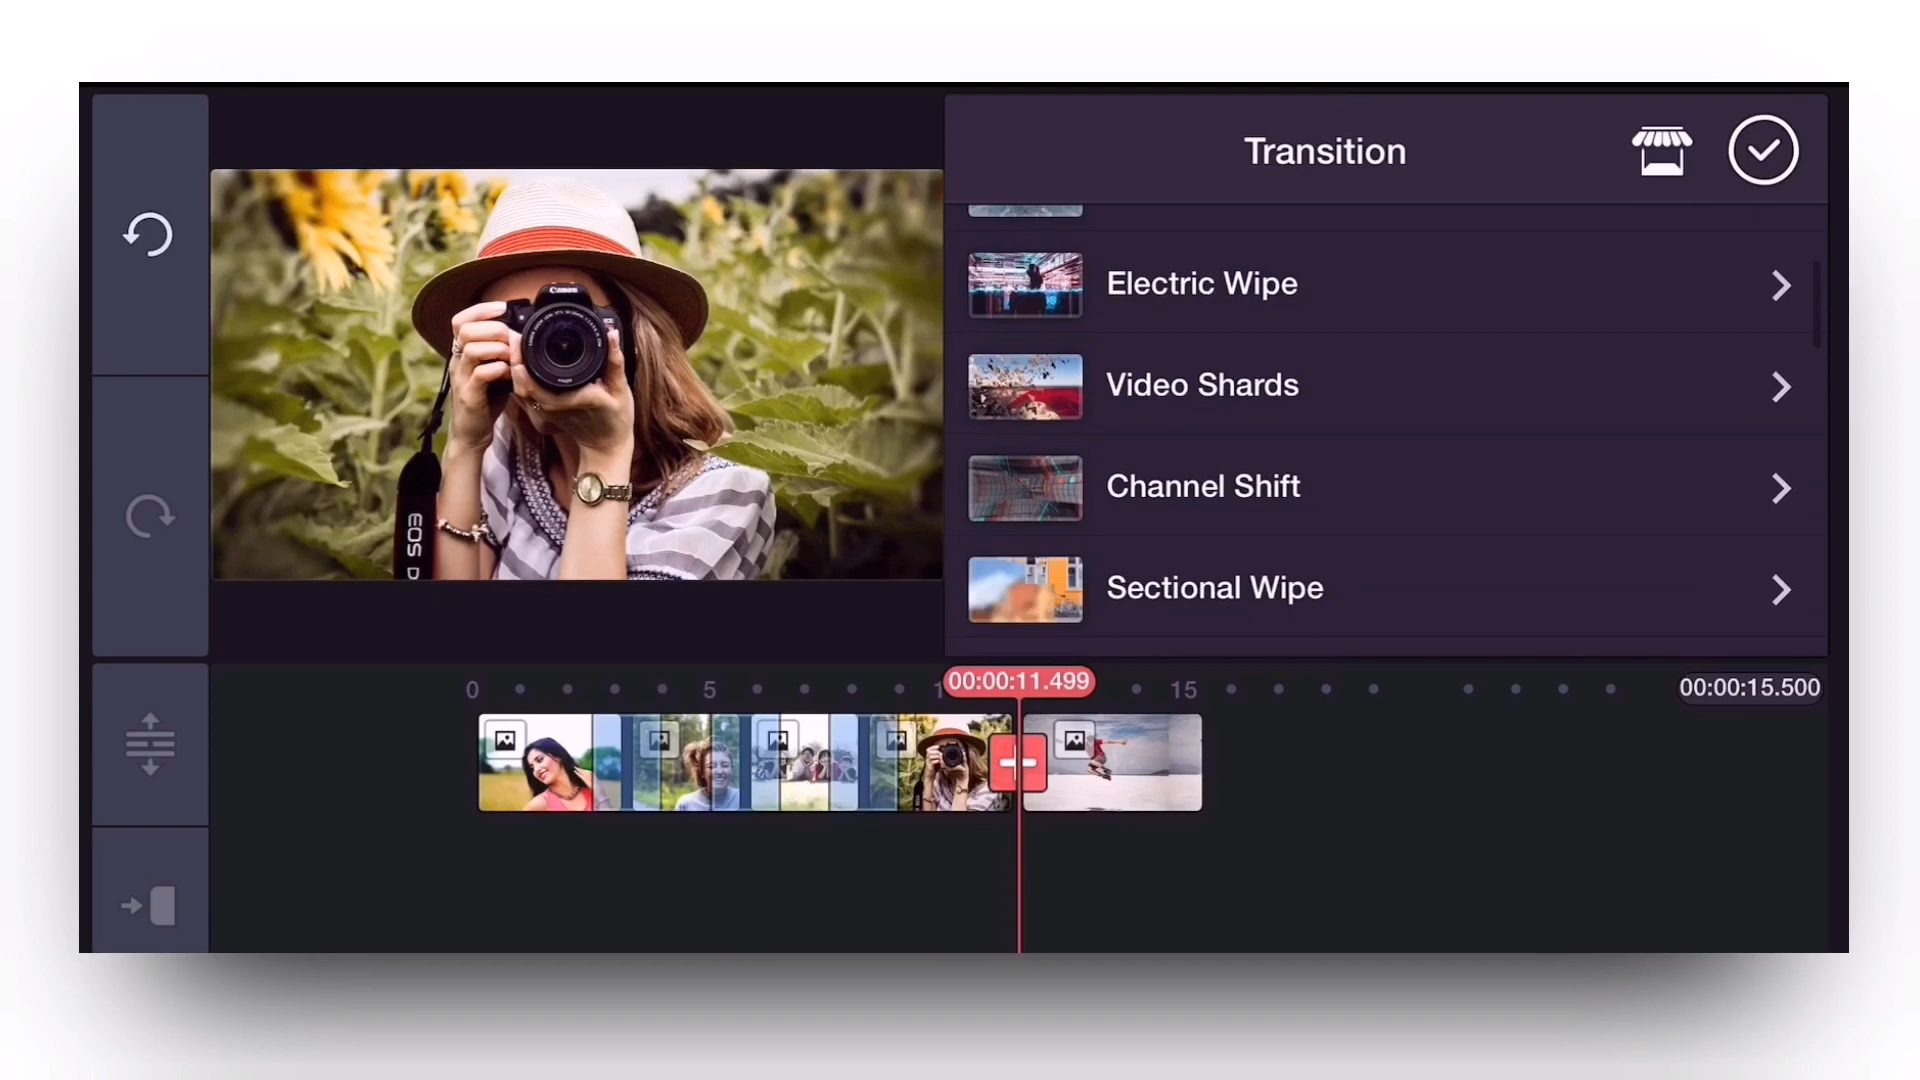 Transition
Electric Wipe
Video Shards
Channel Shift
Sectional Wipe
Canon
EOS D
0
5
1
00:00:11.499
15
00:00:15.500